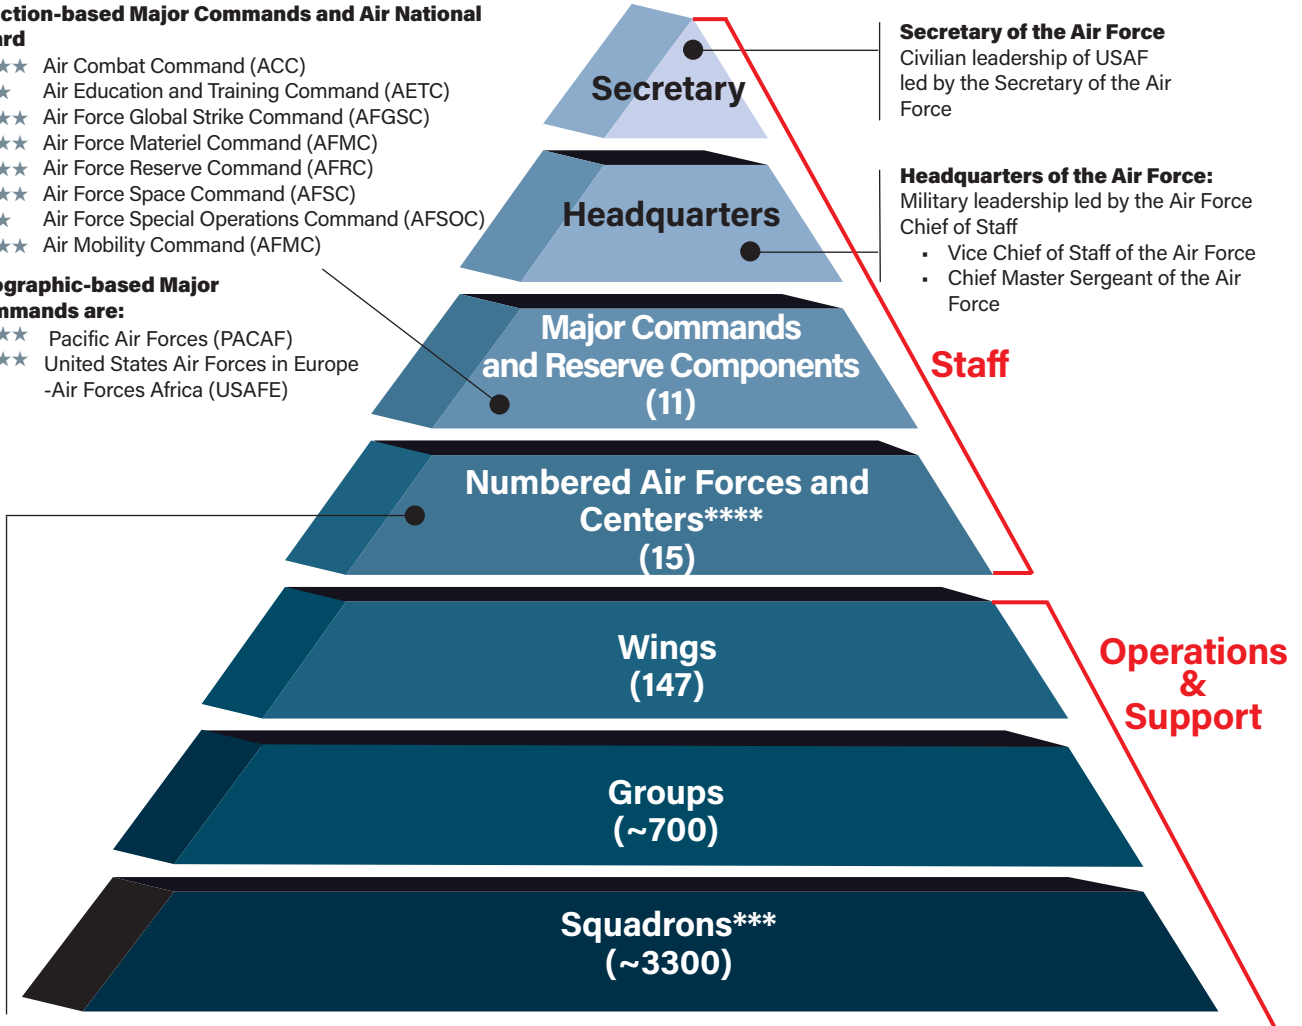 ction-based Major Commands and Air National
rd
★★ Air Combat Command (ACC)
★ Air Education and Training Command (AETC)
★★ Air Force Global Strike Command (AFGSC)
★★ Air Force Materiel Command (AFMC)
★★ Air Force Reserve Command (AFRC)
★★ Air Force Space Command (AFSC)
★ Air Force Special Operations Command (AFSOC)
★★ Air Mobility Command (AFMC)
ographic-based Major
mmands are:
★★ Pacific Air Forces (PACAF)
★★ United States Air Forces in Europe
-Air Forces Africa (USAFE)
Secretary
Secretary of the Air Force
Civilian leadership of USAF
led by the Secretary of the Air
Force
Headquarters
Headquarters of the Air Force:
Military leadership led by the Air Force
Chief of Staff
▪ Vice Chief of Staff of the Air Force
▪ Chief Master Sergeant of the Air
Force
Major Commands
and Reserve Components
(11)
Staff
Numbered Air Forces and
Centers****
(15)
Wings
(147)
Operations
&
Support
Groups
(~700)
Squadrons***
(~3300)